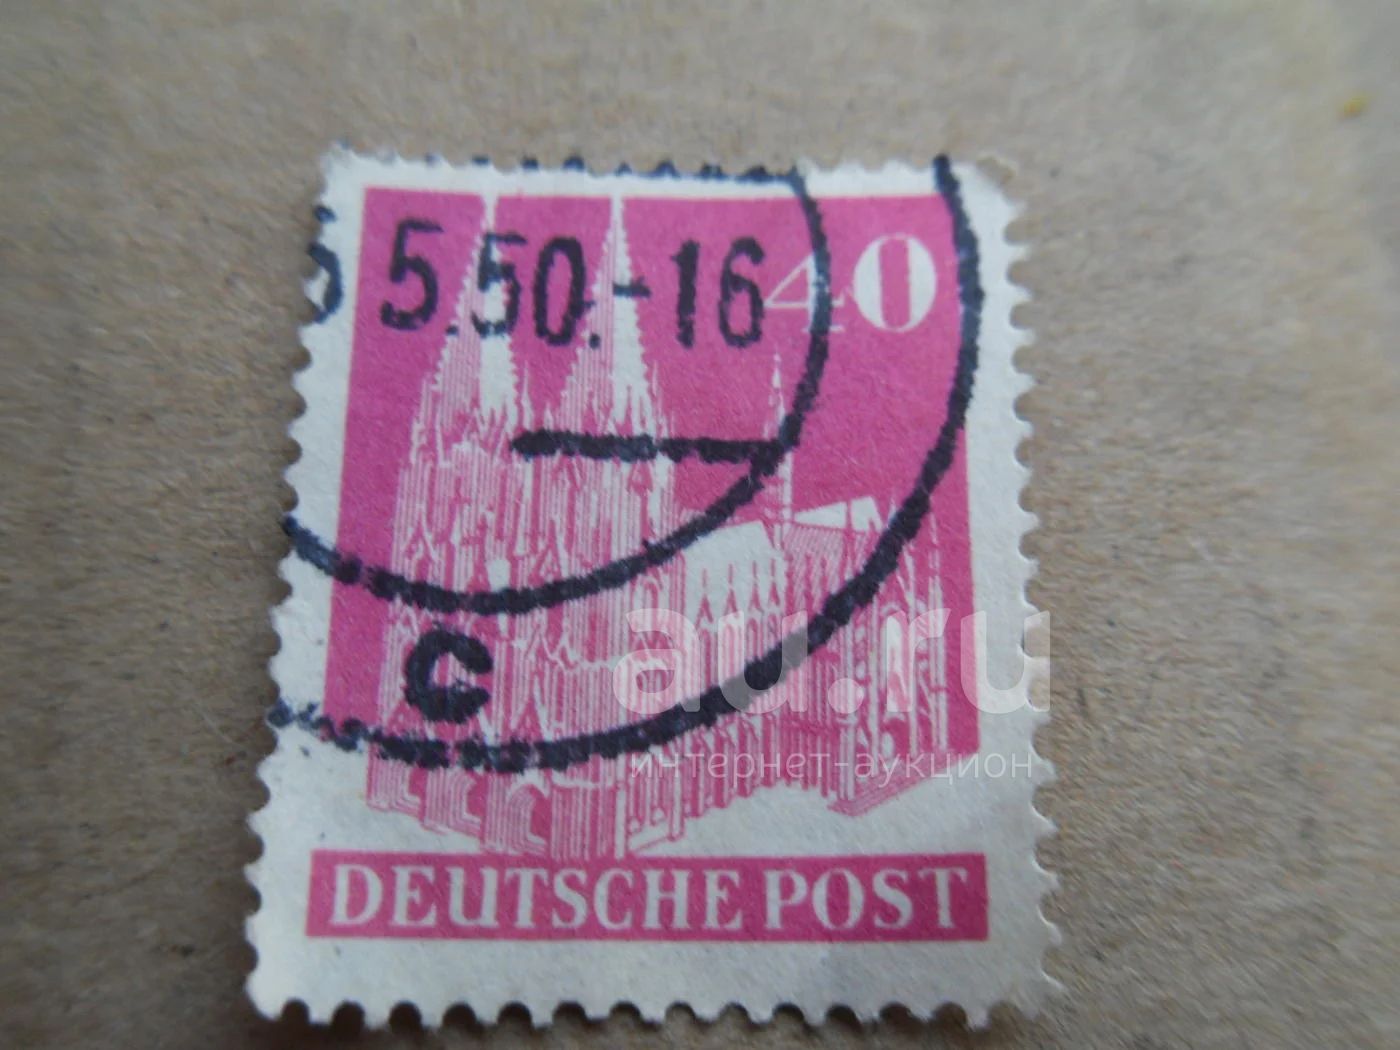 5.50.-16
40
C
au.ru
интернет-аукцион
DEUTSCHE POST